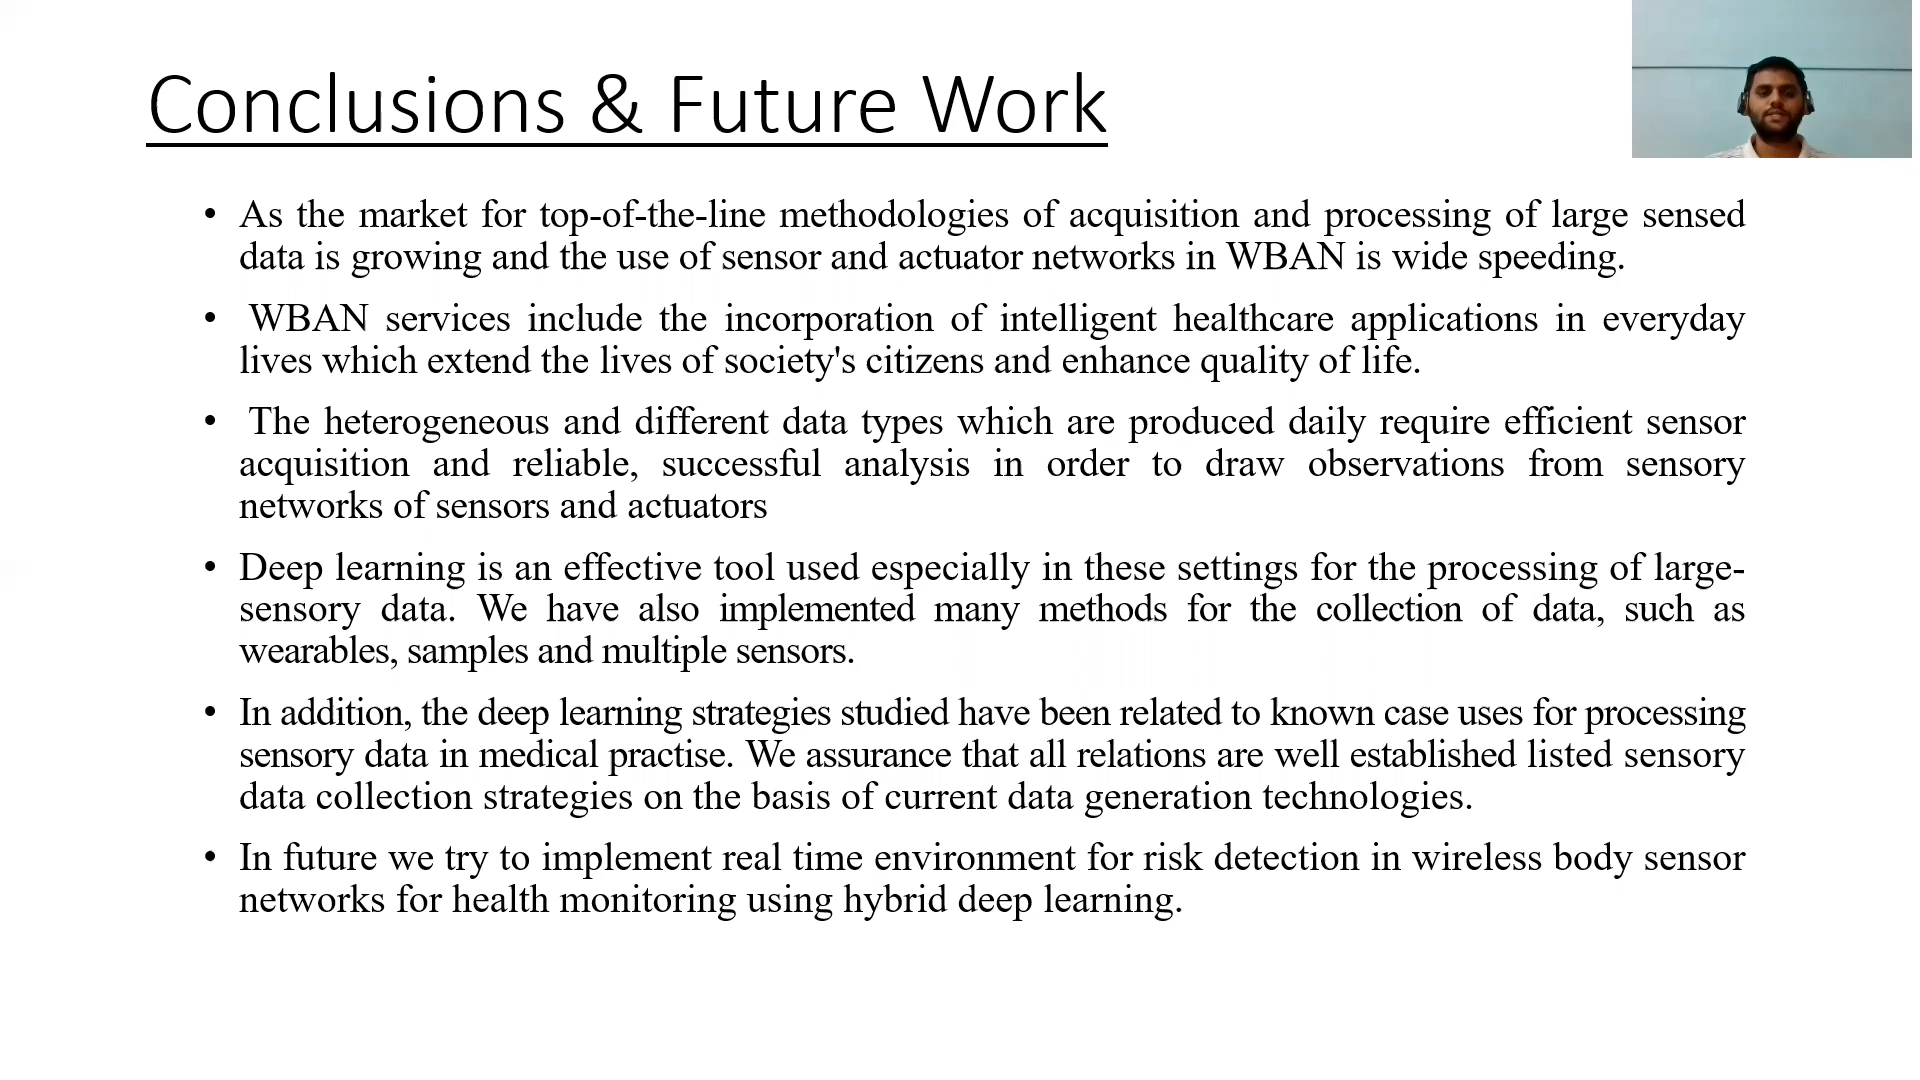 Conclusions & Future Work
• As the market for top-of-the-line methodologies of acquisition and processing of large sensed
data is growing and the use of sensor and actuator networks in WBAN is wide speeding.
• WBAN services include the incorporation of intelligent healthcare applications in everyday
lives which extend the lives of society's citizens and enhance quality of life.
• The heterogeneous and different data types which are produced daily require efficient sensor
acquisition and reliable, successful analysis in order to draw observations from sensory
networks of sensors and actuators
• Deep learning is an effective tool used especially in these settings for the processing of large-
sensory data. We have also implemented many methods for the collection of data, such as
wearables, samples and multiple sensors.
• In addition, the deep learning strategies studied have been related to known case uses for processing
sensory data in medical practise. We assurance that all relations are well established listed sensory
data collection strategies on the basis of current data generation technologies.
• In future we try to implement real time environment for risk detection in wireless body sensor
networks for health monitoring using hybrid deep learning.